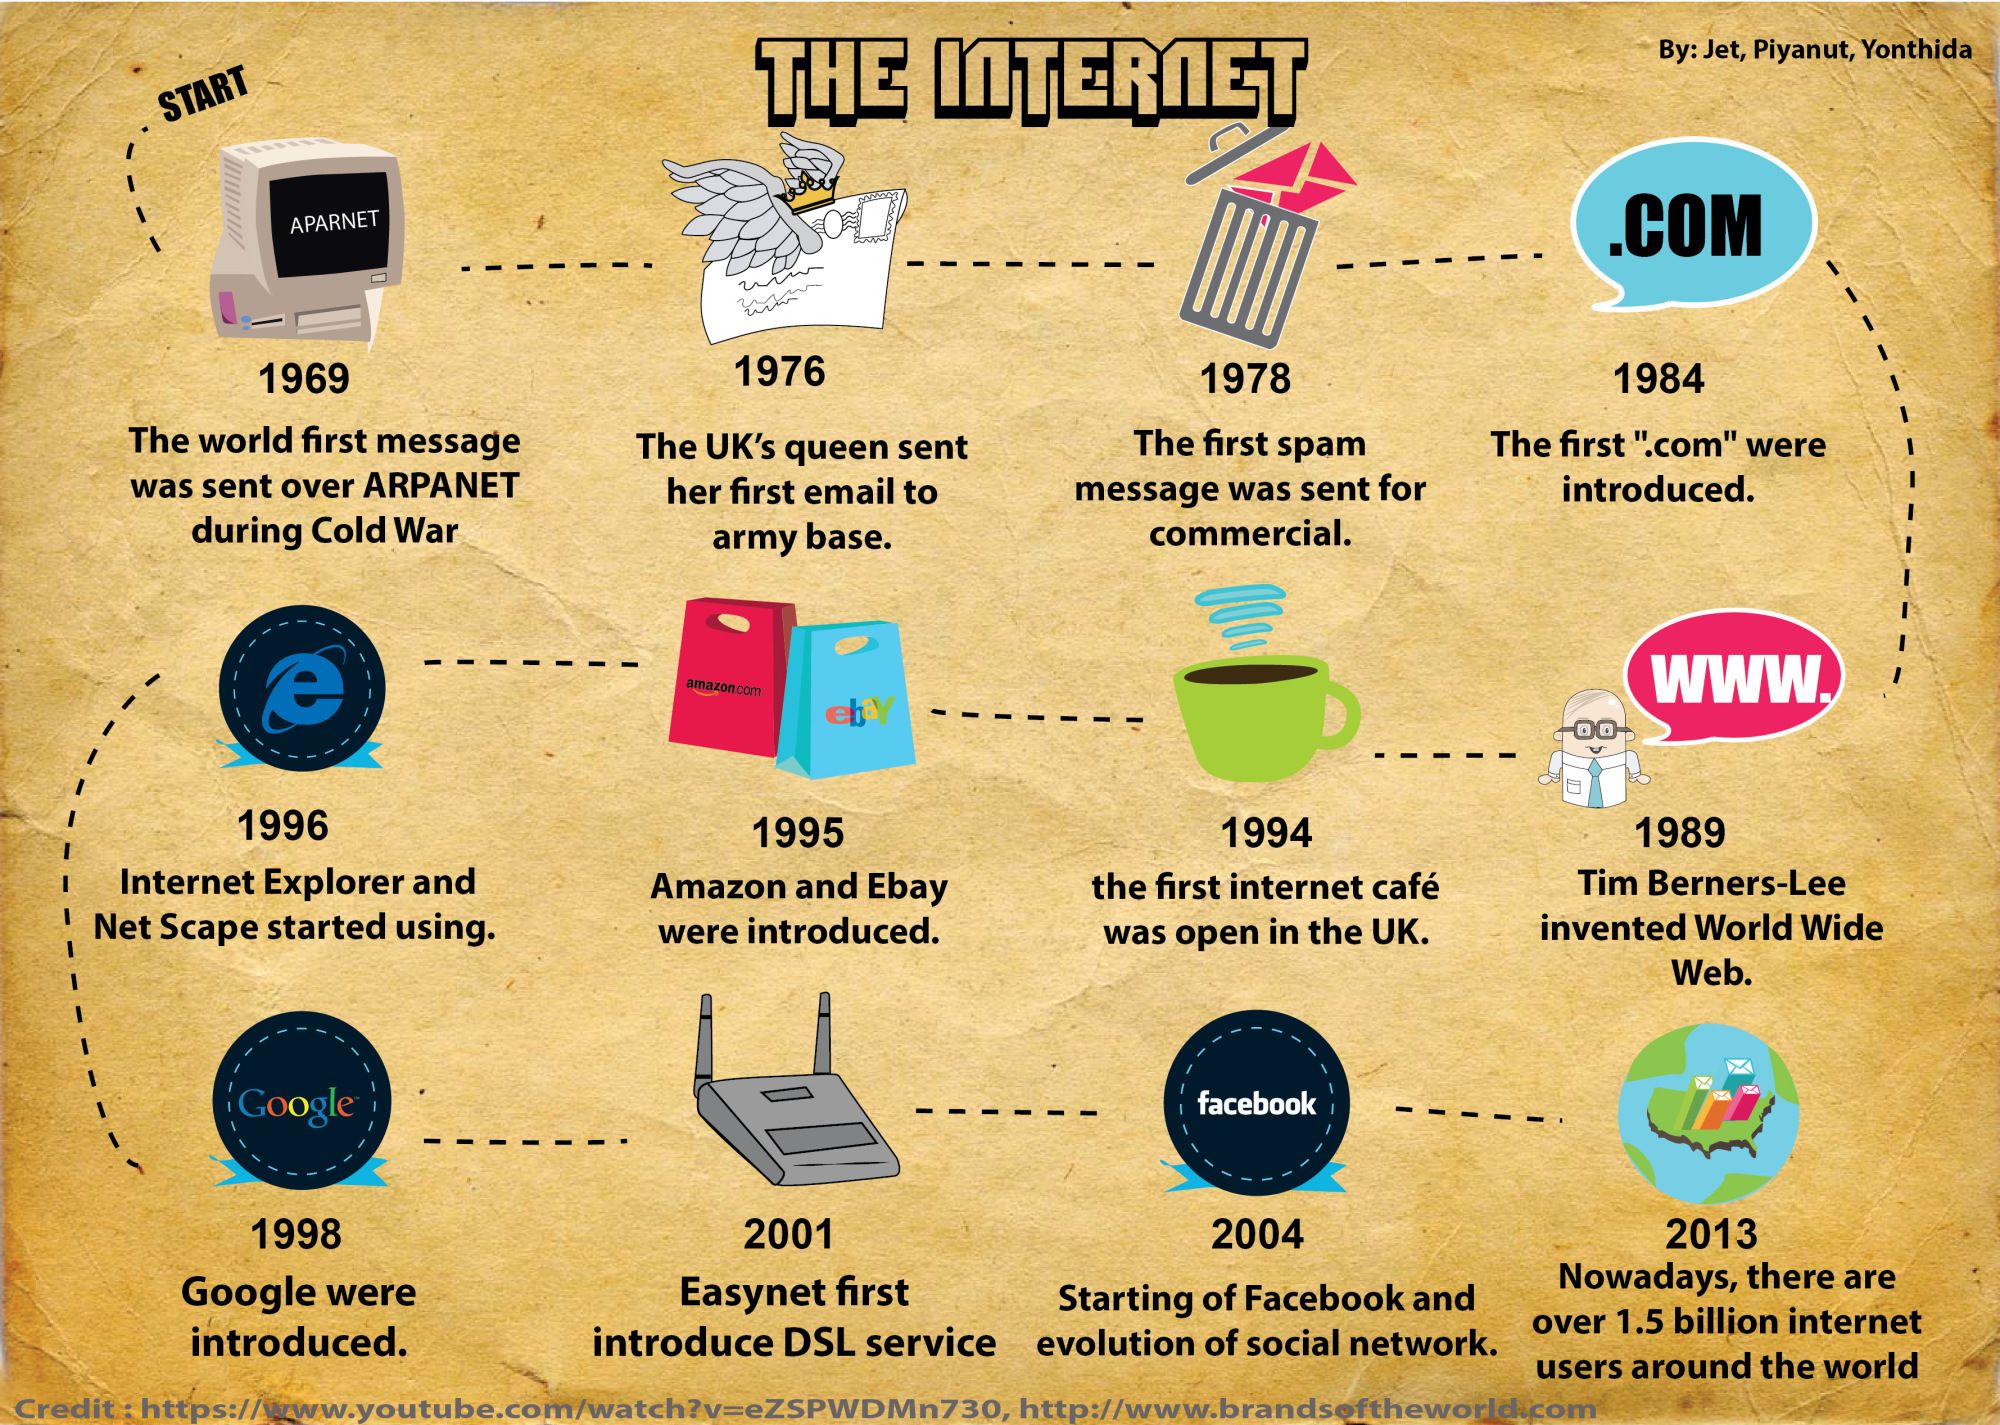 THE INTERNET
By: Jet, Piyanut, Yonthida
START
APARNET
1969
The world first message
was sent over ARPANET
during Cold War
1976
The UK's queen sent
her first email to
army base.
1978
The first spam
message was sent for
commercial.
.COM
1984
The first ".com" were
introduced.
WWW.
1989
Tim Berners-Lee
invented World Wide
Web.
1994
the first internet café
was open in the UK.
amazon.com
ebay
1995
Amazon and Ebay
were introduced.
e
1996
Internet Explorer and
Net Scape started using.
Google™
1998
Google were
introduced.
2001
Easynet first
introduce DSL service
facebook
2004
Starting of Facebook and
evolution of social network.
2013
Nowadays, there are
over 1.5 billion internet
users around the world
Credit : https://www.youtube.com/watch?v=eZSPWDMn730, http://www.brandsoftheworld.com